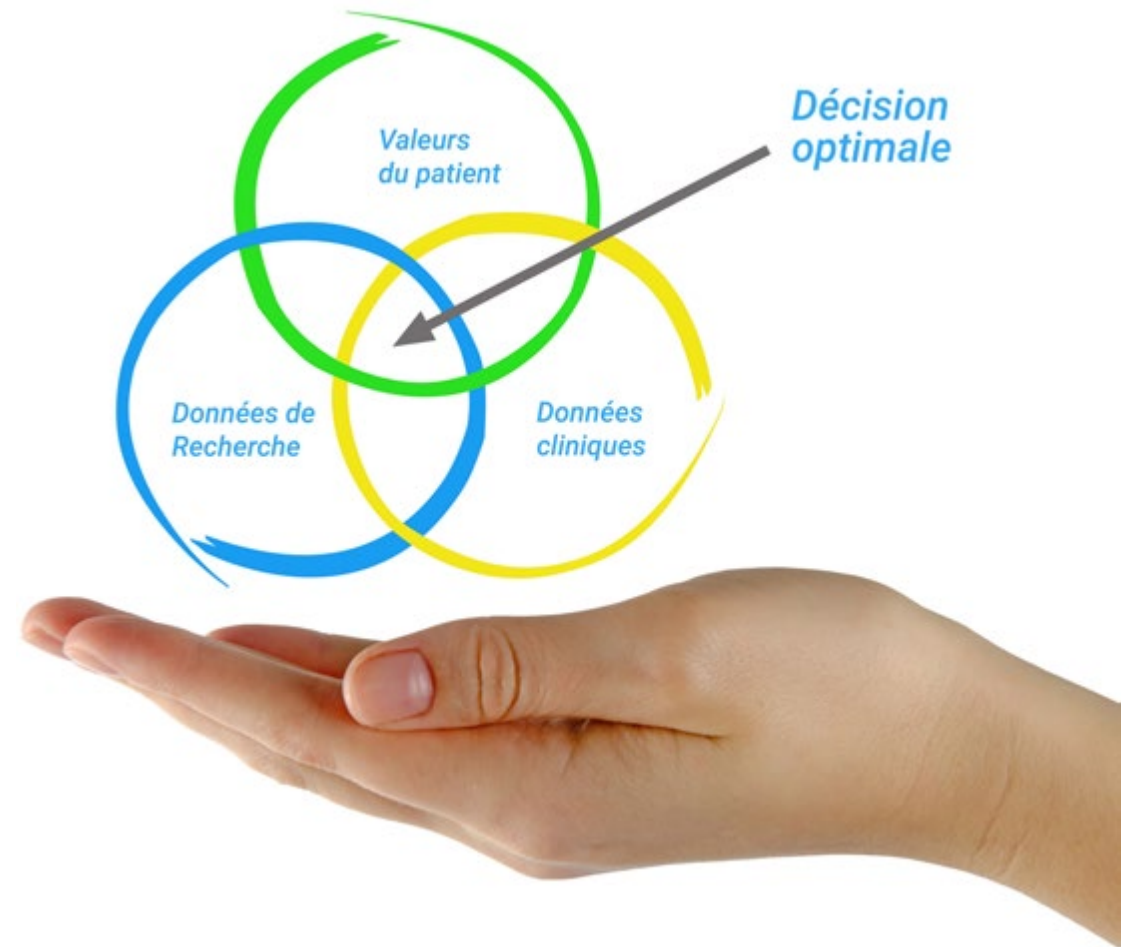 Valeurs
du patient
Décision
optimale
Données de
Recherche
Données
cliniques